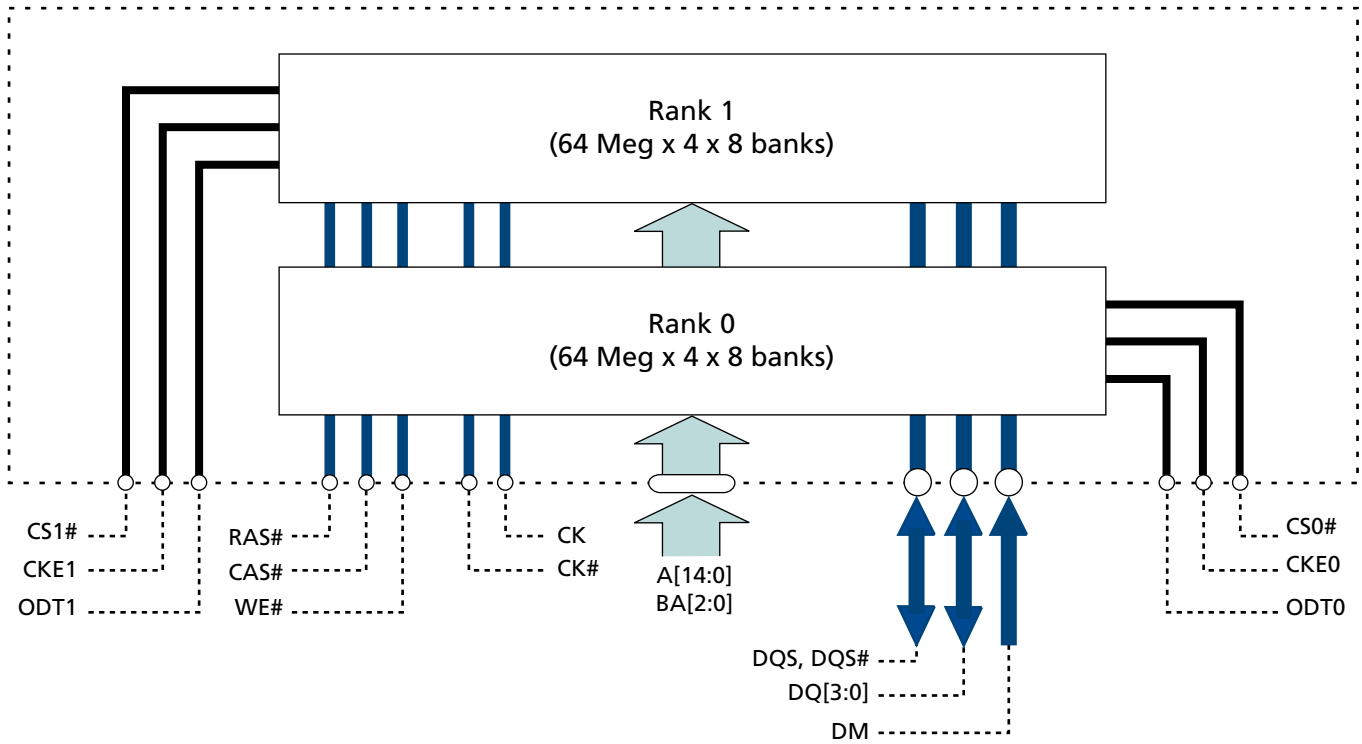 Rank 1
(64 Meg x 4 x 8 banks)
Rank 0
(64 Meg x 4 x 8 banks)
CS1#
CKE1
ODT1
RAS#
CAS#
WE#
CK
CK#
A[14:0]
BA[2:0]
DQS, DQS#
DQ[3:0]
DM
CS0#
CKE0
ODT0